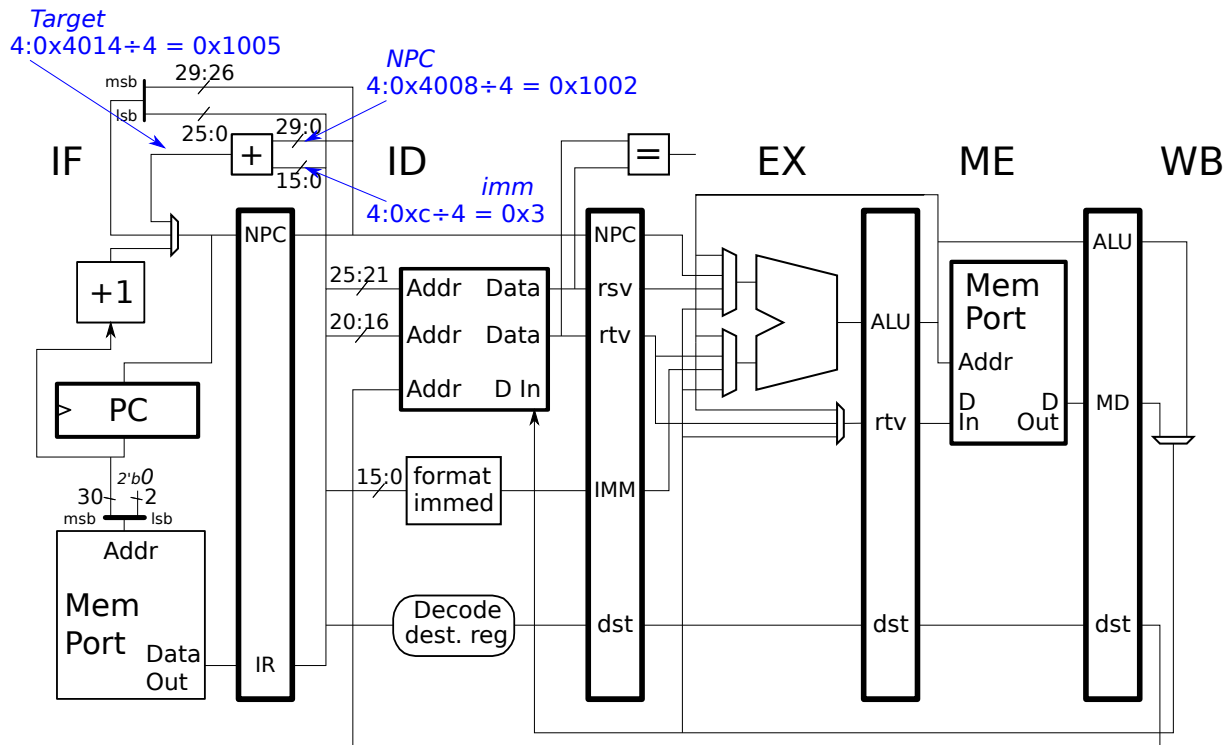 Target
4:0x4014÷4 = 0x1005
NPC
4:0x4008÷4 = 0x1002
29:26
msb
lsb
25:0
29:0
+
15:0
=
IF
ID
EX
ME
WB
imm
4:0xc÷4 = 0x3
NPC
NPC
ALU
+1
25:21
Addr
Data
rsv
Mem
Port
20:16
Addr
Data
rtv
ALU
Addr
Addr
D In
PC
D
In
D
Out
MD
rtv
15:0
format
immed
IMM
2'b0
30
2
msb
lsb
Addr
Mem
Port
Data
Out
IR
Decode
dest. reg
dst
dst
dst